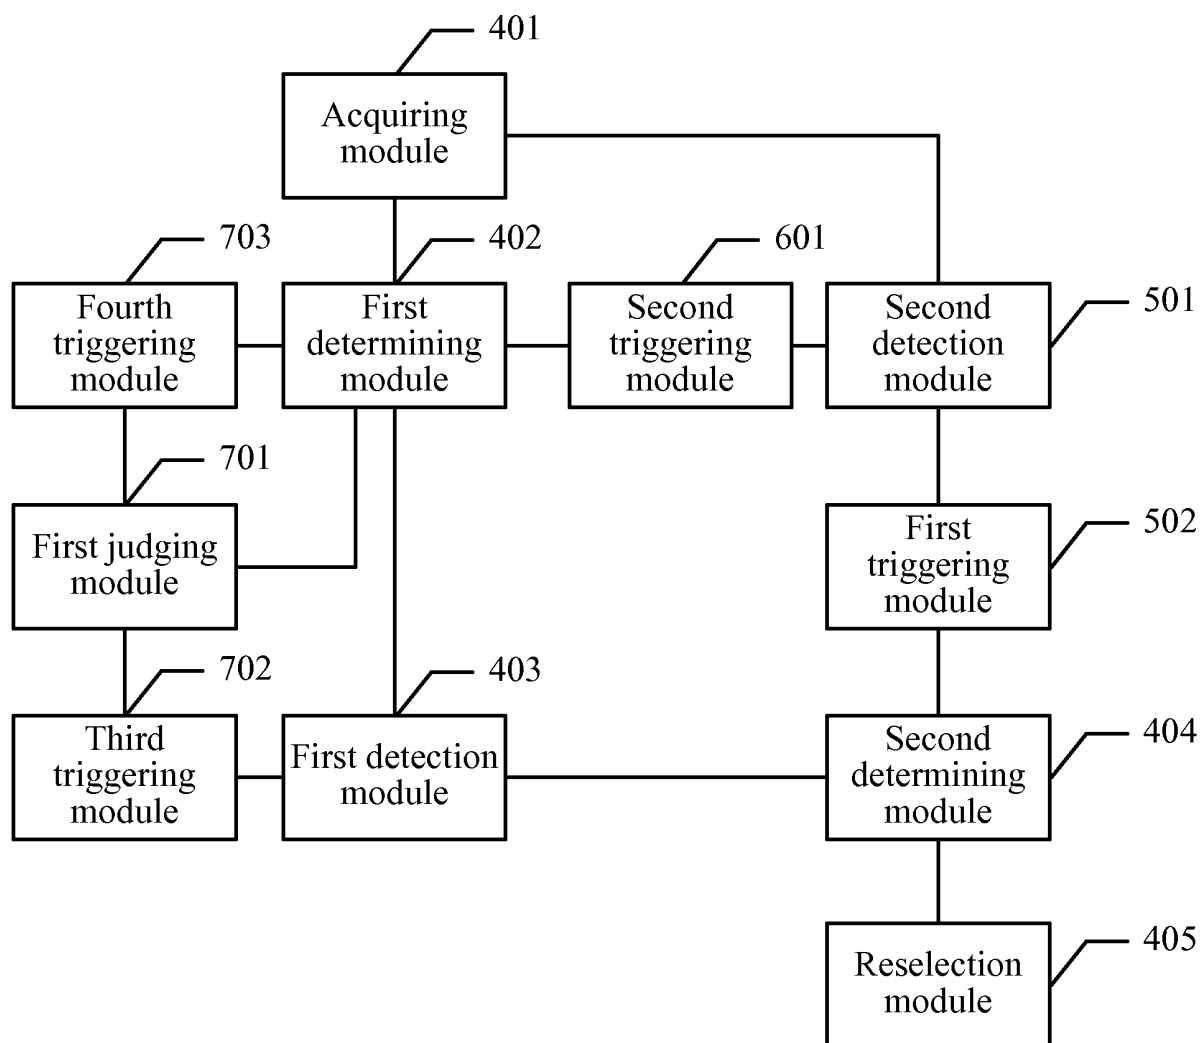 401
Acquiring
module
703
402
601
Fourth
triggering
module
First
determining
module
Second
triggering
module
Second
detection
module
501
701
First judging
module
First
triggering
module
502
702
403
Third
triggering
module
First detection
module
Second
determining
module
404
Reselection
module
405